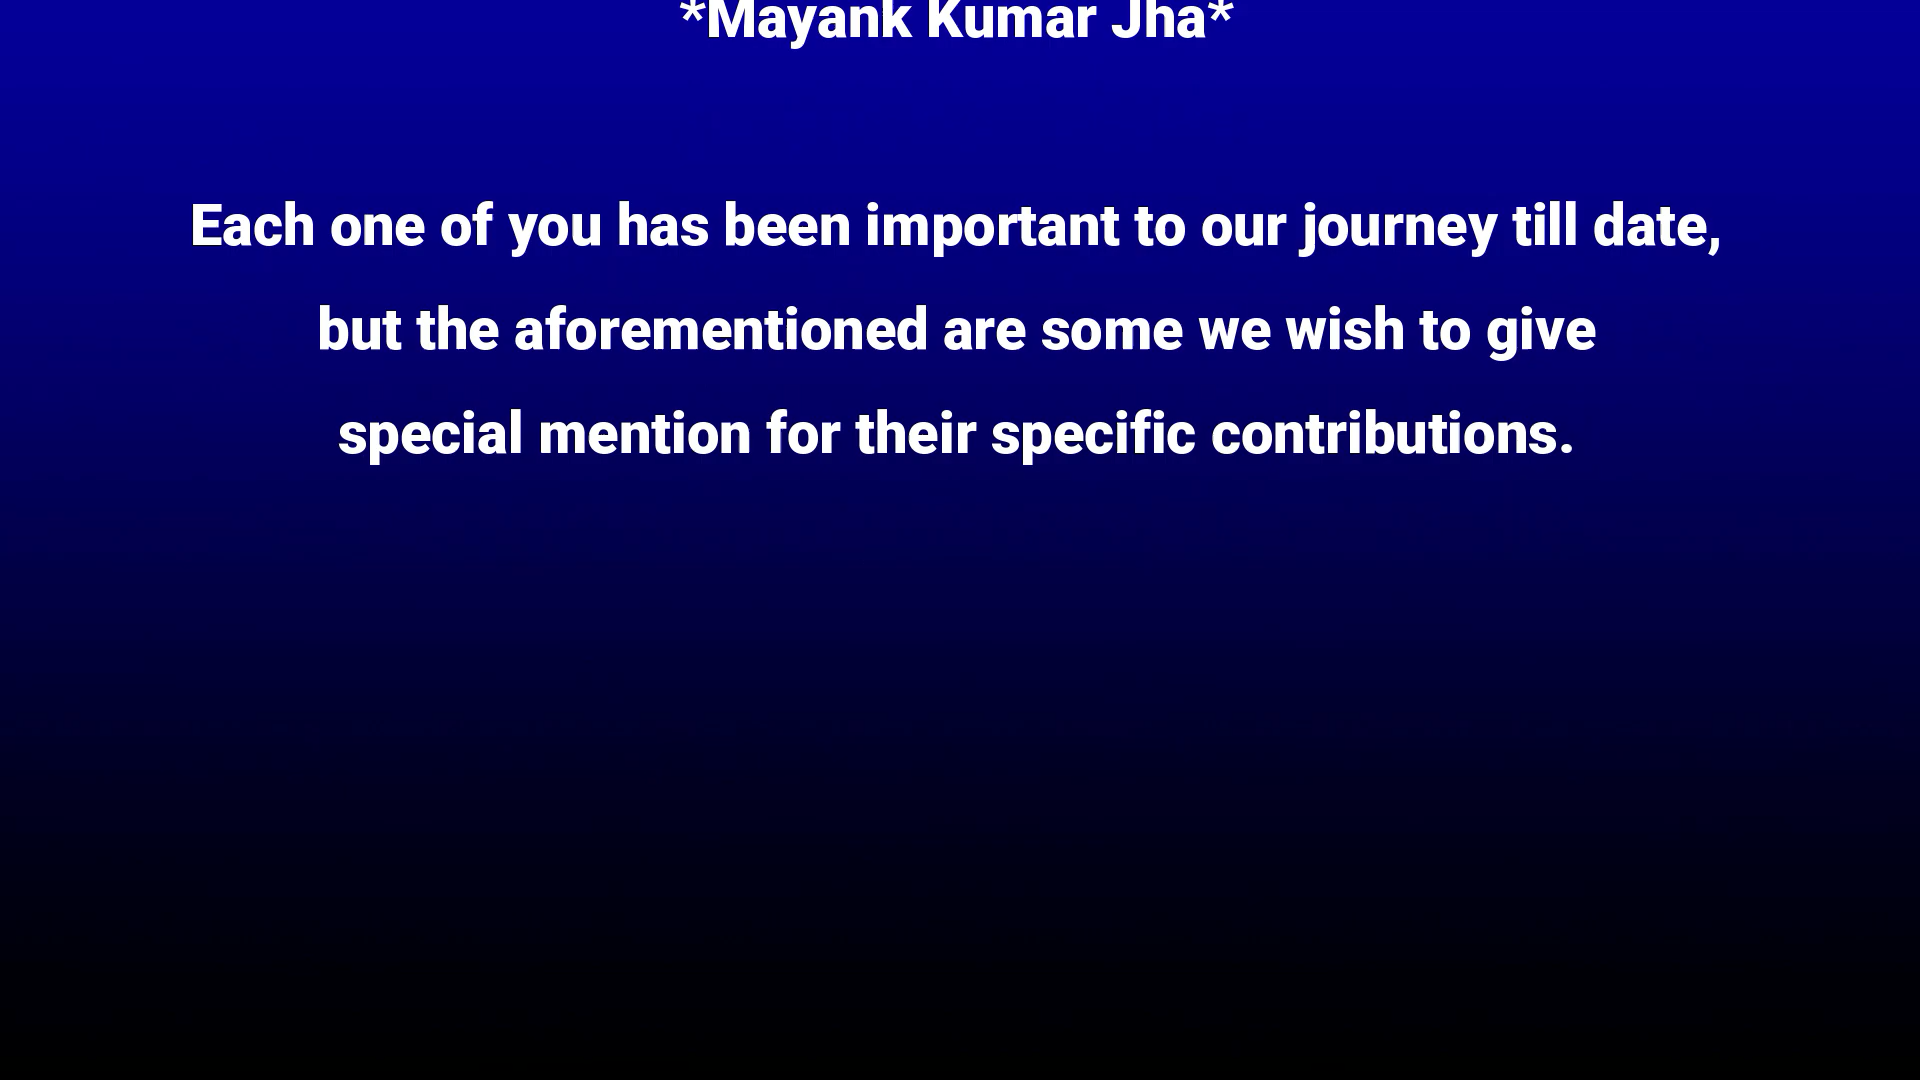 *Mayank Kumar Jha*
Each one of you has been important to our journey till date,
but the aforementioned are some we wish to give
special mention for their specific contributions.